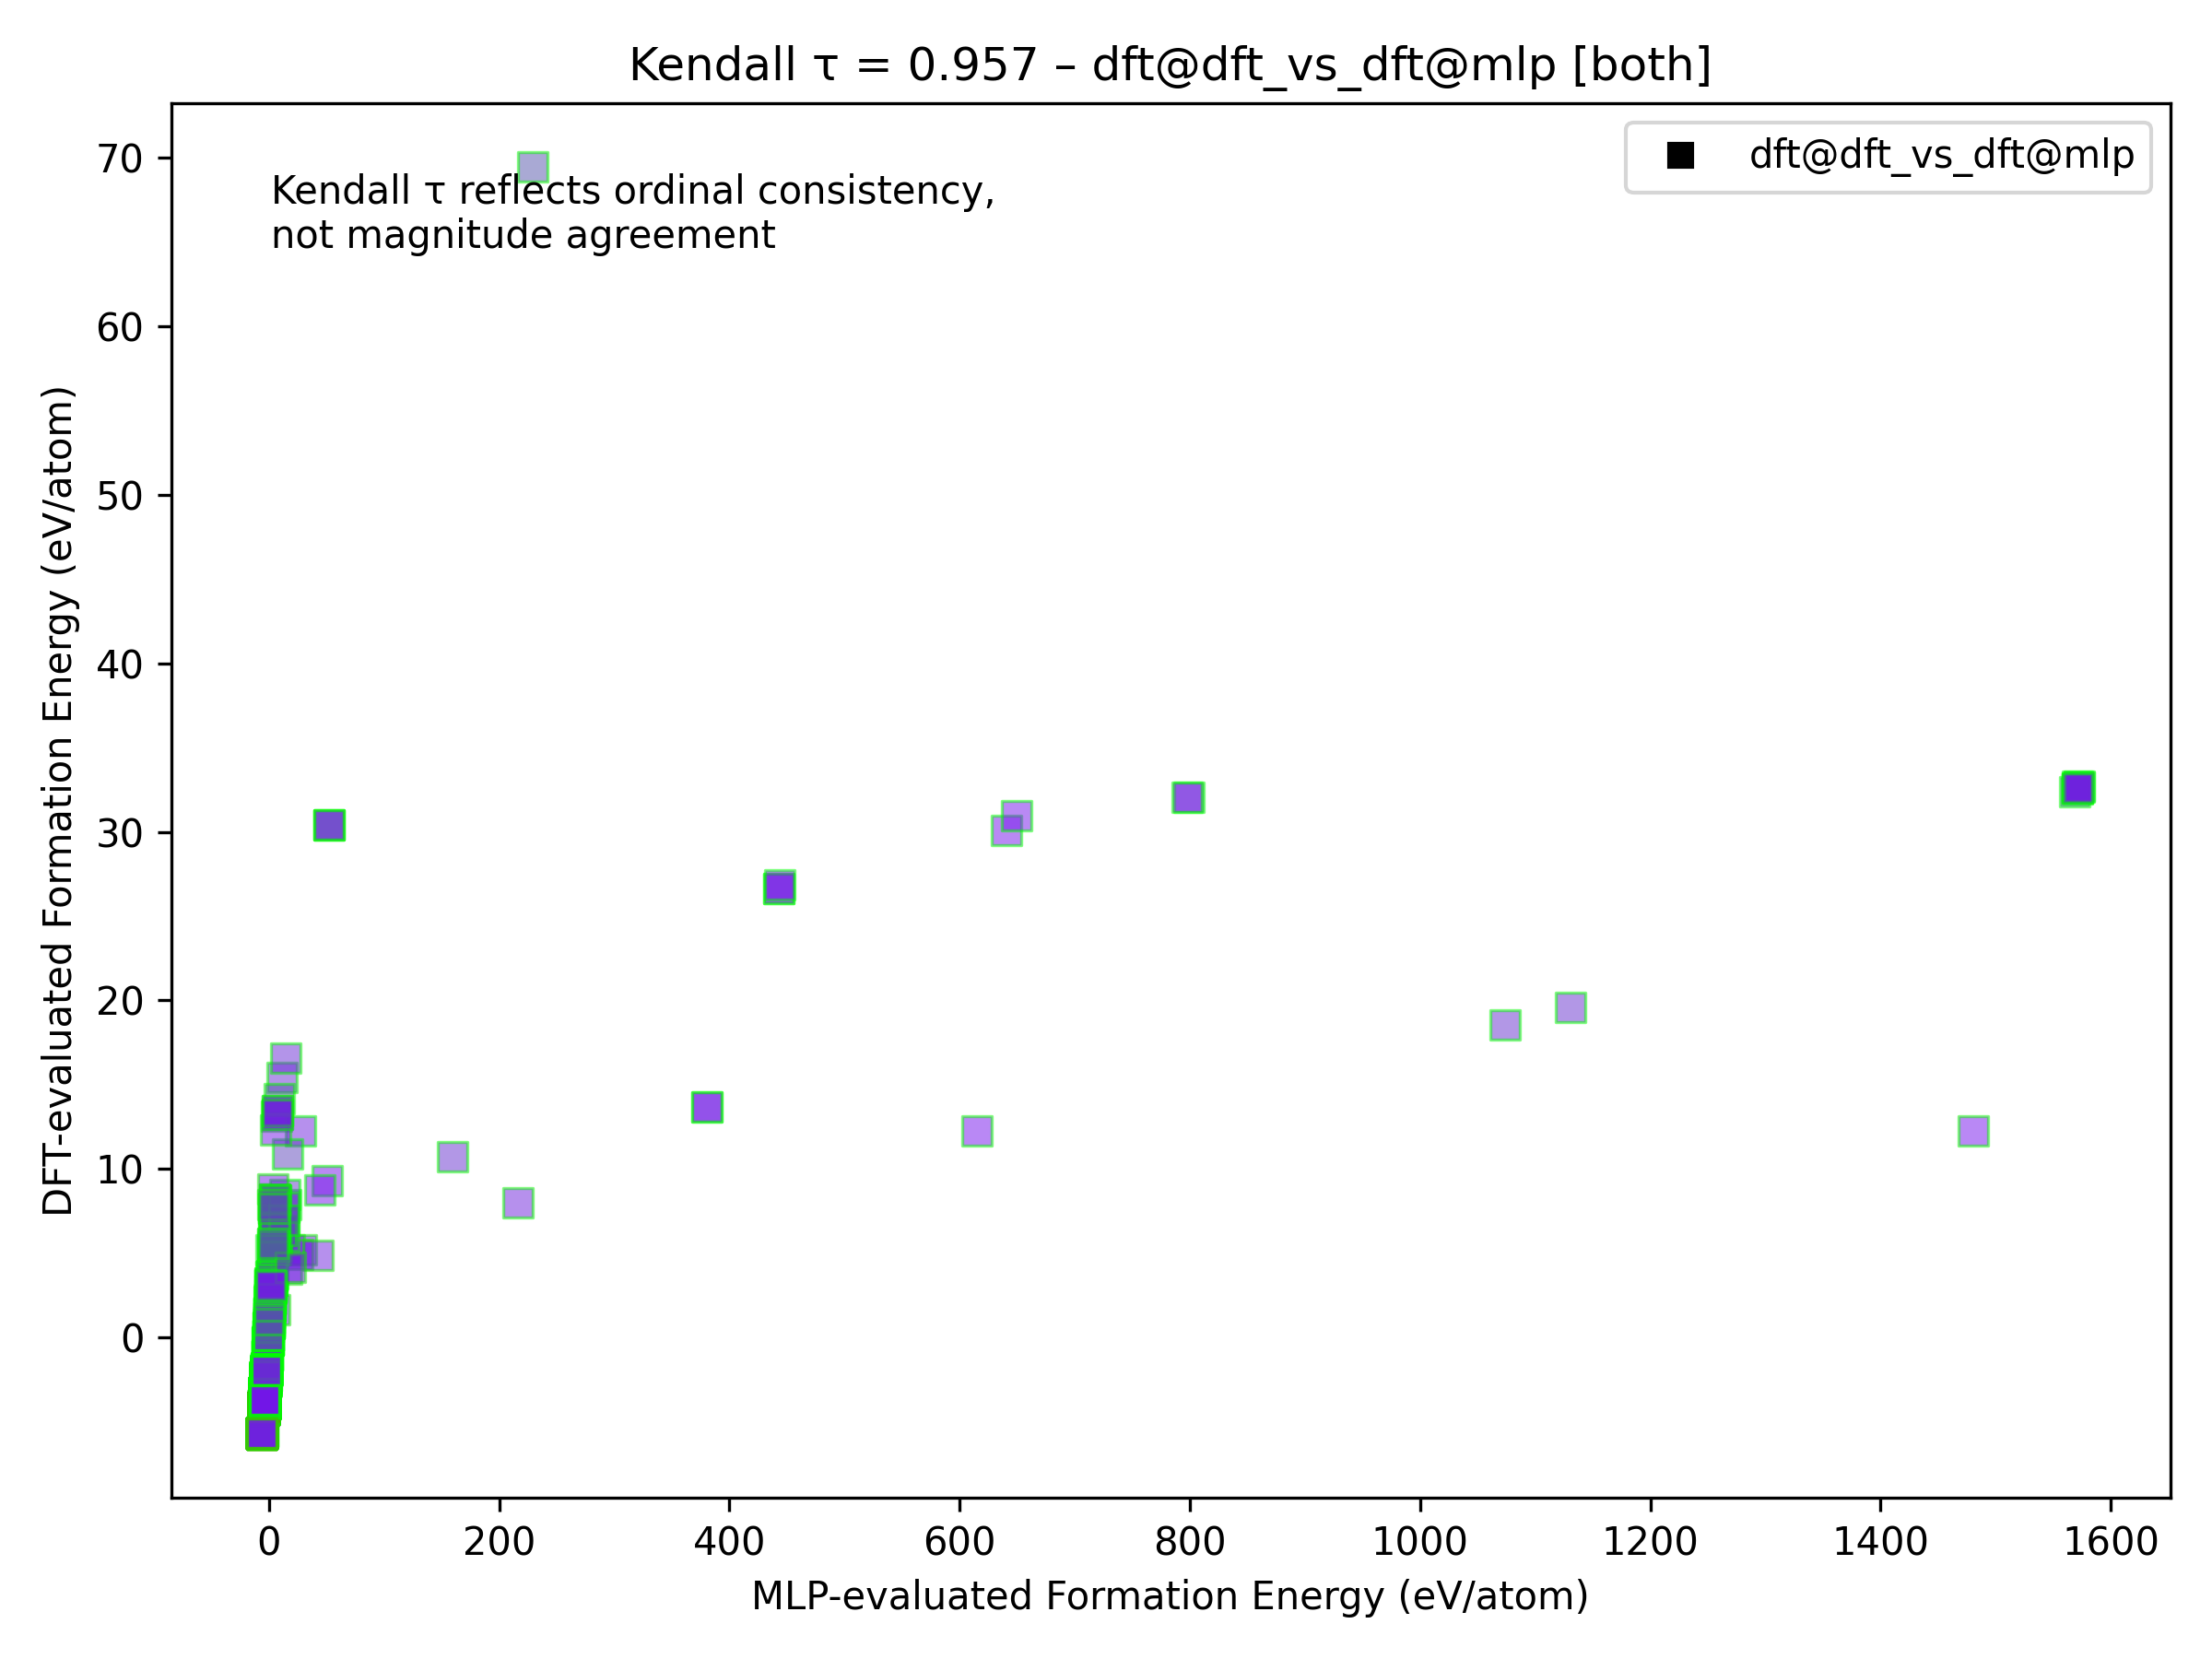 Kendall τ = 0.957 – dft@dft_vs_dft@mlp [both]
dft@dft_vs_dft@mlp
Kendall τ reflects ordinal consistency,
not magnitude agreement
DFT-evaluated Formation Energy (eV/atom)
70
60
50
40
30
20
10
0
0 200 400 600 800 1000 1200 1400 1600
MLP-evaluated Formation Energy (eV/atom)